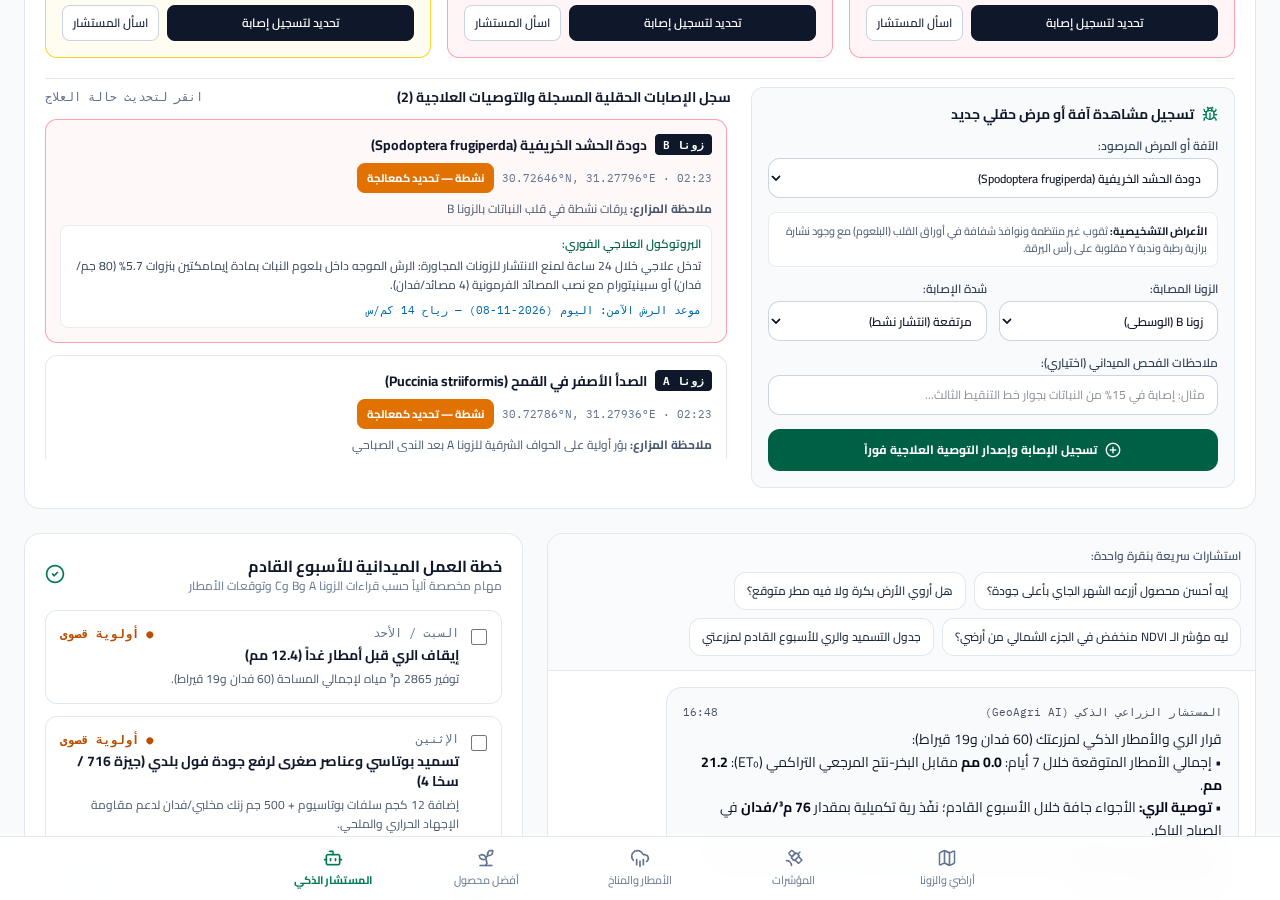 تحديد لتسجيل إصابة
اسأل المستشار
تحديد لتسجيل إصابة
اسأل المستشار
تحديد لتسجيل إصابة
اسأل المستشار
تسجيل مشاهدة آفة أو مرض حقلي جديد
الآفة أو المرض المرصود:
دودة الحشد الخريفية (Spodoptera frugiperda)
الأعراض التشخيصية: ثقوب غير منتظمة ونوافذ شفافة في أوراق القلب (البلعوم) مع وجود نشارة
برازية رطبة وندبة Y مقلوبة على رأس اليرقة.
الزونا المصابة:
شدة الإصابة:
زونا B (الوسطى)
مرتفعة (انتشار نشط)
ملاحظات الفحص الميداني (اختياري):
مثال: إصابة في 15% من النباتات بجوار خط التنقيط الثالث...
تسجيل الإصابة وإصدار التوصية العلاجية فوراً
سجل الإصابات الحقلية المسجلة والتوصيات العلاجية (2)
انقر لتحديث حالة العلاج
زونا B
دودة الحشد الخريفية (Spodoptera frugiperda)
30.72646°N, 31.27796°E · 02:23
نشطة — تحديد كمعالجة
ملاحظة المزارع: يرقات نشطة في قلب النباتات بالزونا B
البروتوكول العلاجي الفوري:
تدخل علاجي خلال 24 ساعة لمنع الانتشار للزونات المجاورة: الرش الموجه داخل بلعوم النبات بمادة إيمامكتين بنزوات 5.7% (80 جم/
فدان) أو سبينيتورام مع نصب المصائد الفرمونية (4 مصائد/فدان).
موعد الرش الآمن: اليوم (2026-11-08) — رياح 14 كم/س
زونا A
الصدأ الأصفر في القمح (Puccinia striiformis)
30.72786°N, 31.27936°E · 02:23
نشطة — تحديد كمعالجة
ملاحظة المزارع: بؤر أولية على الحواف الشرقية للزونا A بعد الندى الصباحي
استشارات سريعة بنقرة واحدة:
إيه أحسن محصول أزرعه الشهر الجاي بأعلى جودة؟
هل أروي الأرض بكرة ولا فيه مطر متوقع؟
ليه مؤشر الـ NDVI منخفض في الجزء الشمالي من أرضي؟
جدول التسميد والري للأسبوع القادم لمزرعتي
المستشار الزراعي الذكي (GeoAgri AI)
16:48
قرار الري والأمطار الذكي لمزرعتك (60 فدان و19 قيراط):
• إجمالي الأمطار المتوقعة خلال 7 أيام: 0.0 مم مقابل البخر-نتح المرجعي التراكمي (ET₀): 21.2
مم.
• توصية الري: الأجواء جافة خلال الأسبوع القادم؛ نفّذ رية تكميلية بمقدار 76 م³/فدان في
الصباح الباكر.
خطة العمل الميدانية للأسبوع القادم
مهام مخصصة آلياً حسب قراءات الزونا A وB وC وتوقعات الأمطار
السبت / الأحد
● أولوية قصوى
إيقاف الري قبل أمطار غداً (12.4 مم)
توفير 2865 م³ مياه لإجمالي المساحة (60 فدان و19 قيراط).
الإثنين
● أولوية قصوى
تسميد بوتاسي وعناصر صغرى لرفع جودة فول بلدي (جيزة 716 /
سخا 4)
إضافة 12 كجم سلفات بوتاسيوم + 500 جم زنك مخلبي/فدان لدعم مقاومة
الإجهاد الحراري والملحي.
أراضيّ والزونا
المؤشرات
الأمطار والمناخ
أفضل محصول
المستشار الذكي